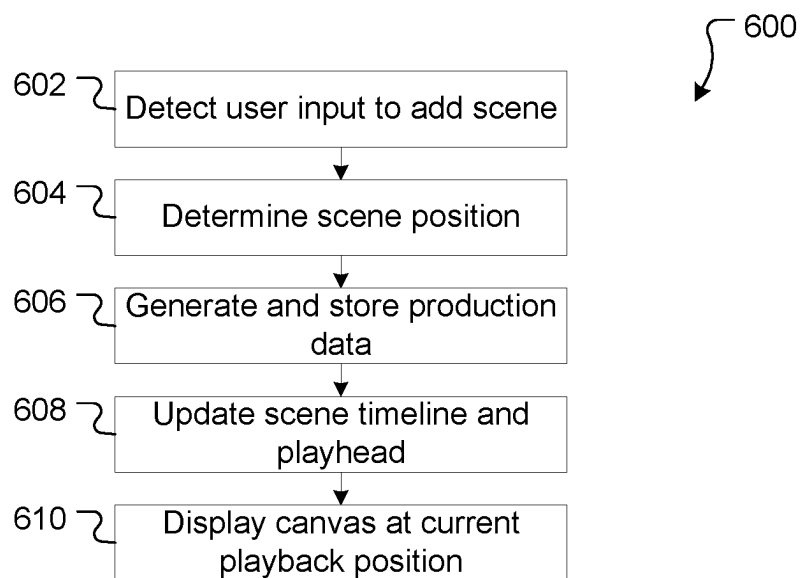 600
602
Detect user input to add scene
604
Determine scene position
606
Generate and store production
data
608
Update scene timeline and
playhead
610
Display canvas at current
playback position